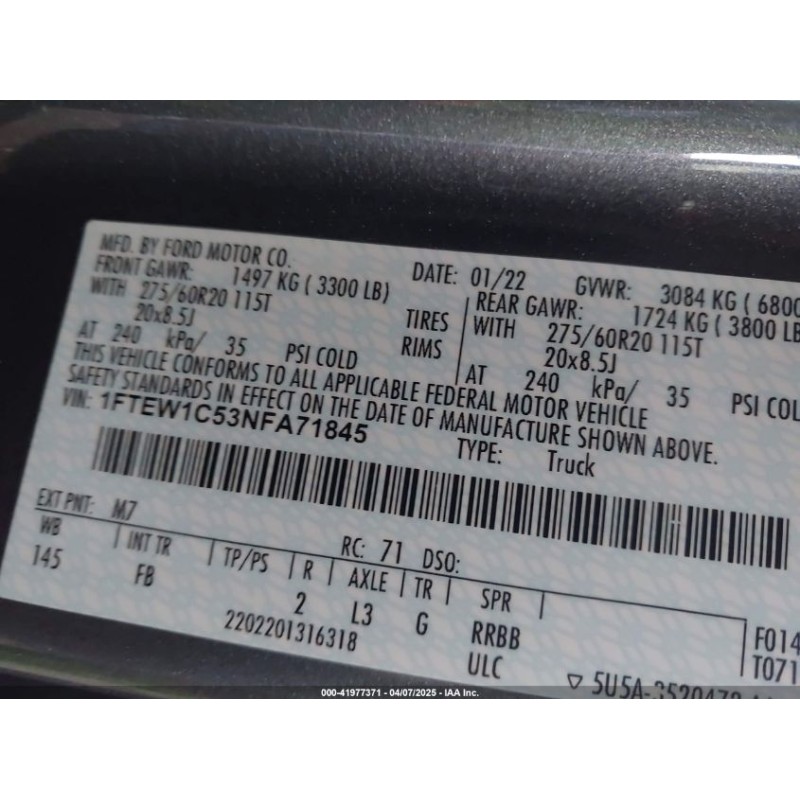 MFD. BY FORD MOTOR CO.
DATE: 01/22 GVWR: 3084 KG ( 6800
FRONT GAWR: 1497 KG ( 3300 LB)
REAR GAWR: 1724 KG ( 3800 LB
WITH 275/60R20 115T TIRES
WITH 275/60R20 115T
20x8.5J RIMS
20x8.5J
AT 240 kPa/ 35 PSI COLD
AT 240 kPa/ 35 PSI COL
THIS VEHICLE CONFORMS TO ALL APPLICABLE FEDERAL MOTOR VEHICLE
SAFETY STANDARDS IN EFFECT ON THE DATE OF MANUFACTURE SHOWN ABOVE.
VIN: 1FTEW1C53NFA71845
TYPE: Truck
EXT PNT: M7
RC: 71 DSO:
WB INT TR TP/PS R AXLE TR SPR
145 FB 2 L3 G RRBB
2202201316318 ULC
F014
T071
5U5A-3520472
000-41977371 - 04/07/2025 - IAA Inc.